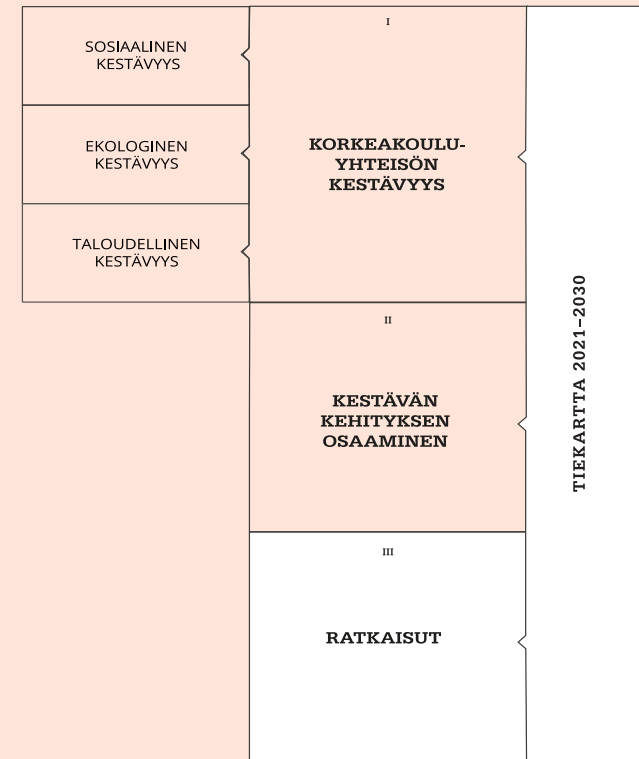 SOSIAALINEN
KESTÄVYYS
EKOLOGINEN
KESTÄVYYS
TALOUDELLINEN
KESTÄVYYS
I
KORKEAKOULU-
YHTEISÖN
KESTÄVYYS
II
KESTÄVÄN
KEHITYKSEN
OSAAMINEN
III
RATKAISUT
TIEKARTTA 2021–2030